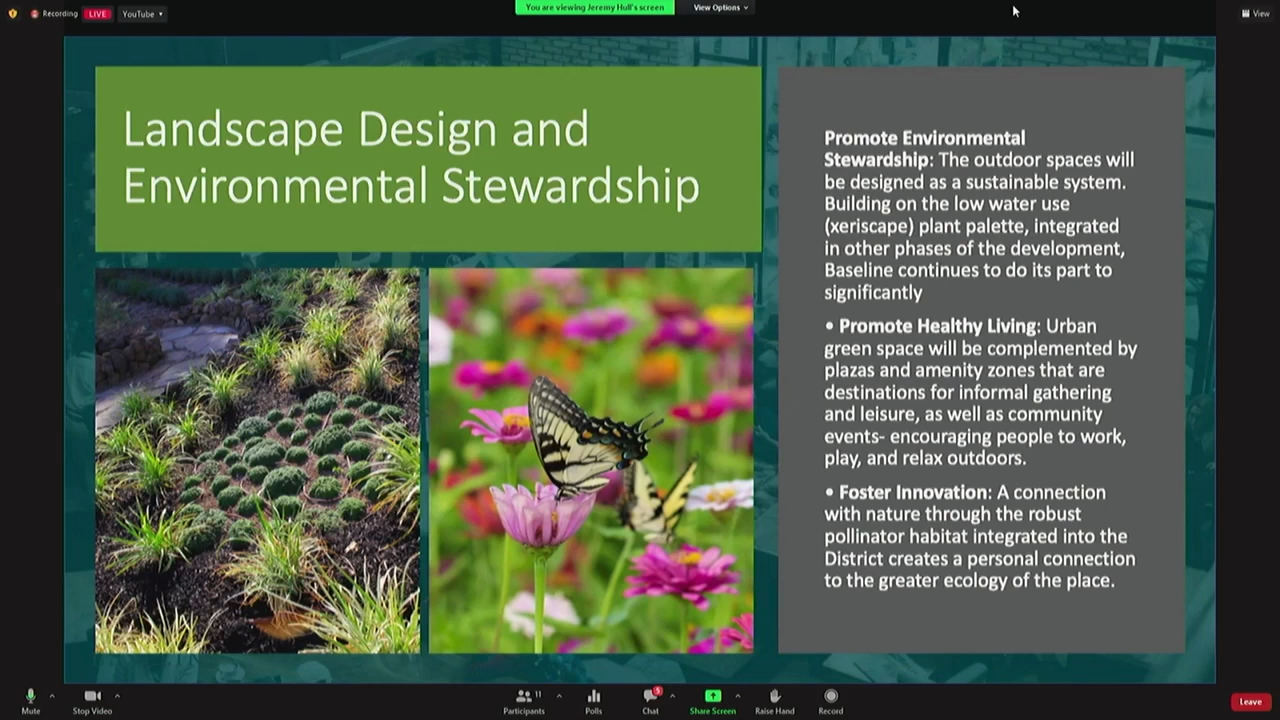 Recording
LIVE
YouTube
You are viewing Jeremy Hull's screen
View Options
View
Landscape Design and
Environmental Stewardship
Promote Environmental
Stewardship: The outdoor spaces will
be designed as a sustainable system.
Building on the low water use
(xeriscape) plant palette, integrated
in other phases of the development,
Baseline continues to do its part to
significantly
• Promote Healthy Living: Urban
green space will be complemented by
plazas and amenity zones that are
destinations for informal gathering
and leisure, as well as community
events- encouraging people to work,
play, and relax outdoors.
• Foster Innovation: A connection
with nature through the robust
pollinator habitat integrated into the
District creates a personal connection
to the greater ecology of the place.
Mute
Stop Video
11
Participants
Polls
5
Chat
Share Screen
Raise Hand
Record
Leave